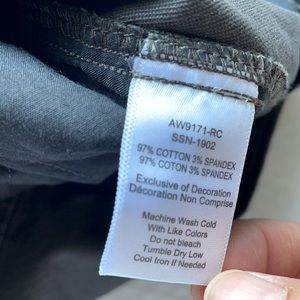 AW9171-RC
SSN-1902
97% COTTON 3% SPANDEX
97% COTON 3% SPANDEX
Exclusive of Decoration
Décoration Non Comprise
Machine Wash Cold
With Like Colors
Do not bleach
Tumble Dry Low
Cool Iron If Needed